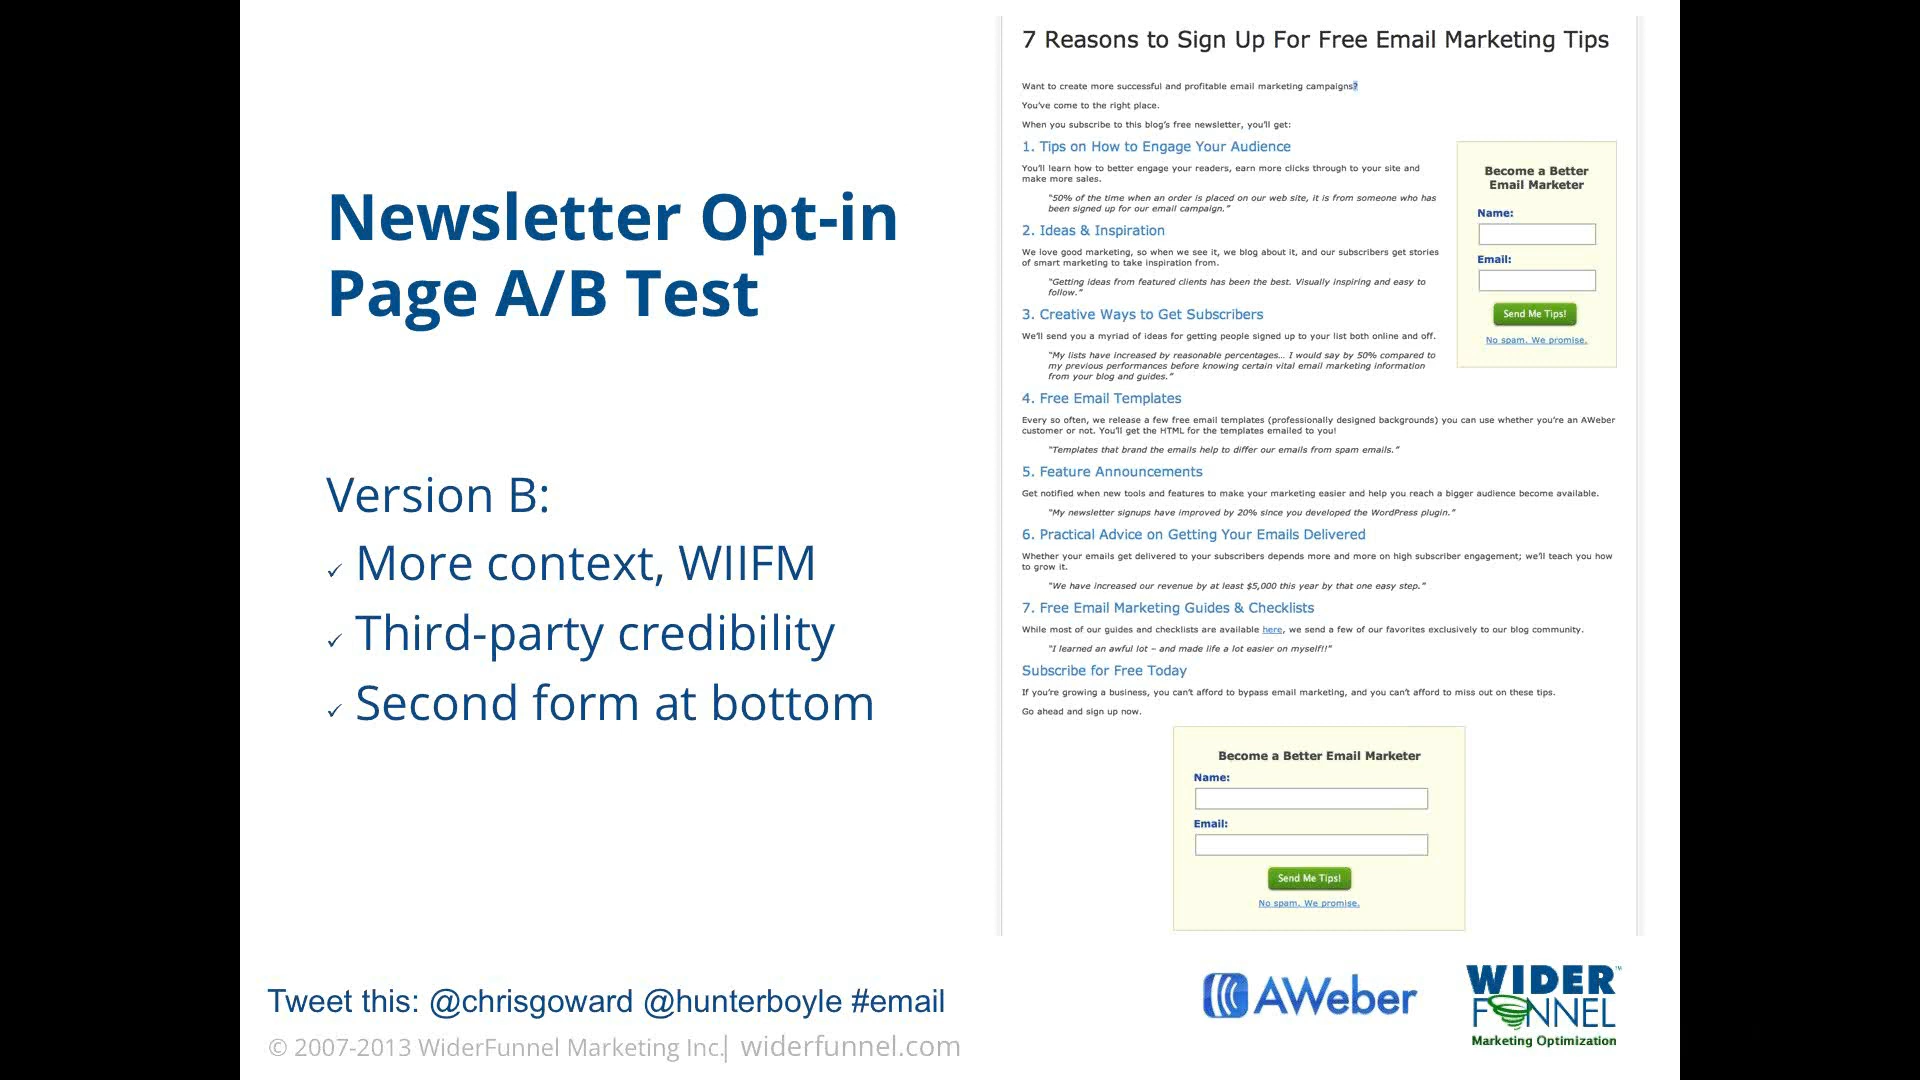 Newsletter Opt-in
Page A/B Test
Version B:
✓ More context, WIIFM
✓ Third-party credibility
✓ Second form at bottom
7 Reasons to Sign Up For Free Email Marketing Tips
Want to create more successful and profitable email marketing campaigns?
You've come to the right place.
When you subscribe to this blog's free newsletter, you'll get:
1. Tips on How to Engage Your Audience
You'll learn how to better engage your readers, earn more clicks through to your site and
make more sales.
"50% of the time when an order is placed on our web site, it is from someone who has
been signed up for our email campaign."
2. Ideas & Inspiration
We love good marketing, so when we see it, we blog about it, and our subscribers get stories
of smart marketing to take inspiration from.
"Getting ideas from featured clients has been the best. Visually inspiring and easy to
follow."
3. Creative Ways to Get Subscribers
We'll send you a myriad of ideas for getting people signed up to your list both online and off.
"My lists have increased by reasonable percentages... I would say by 50% compared to
my previous performances before knowing certain vital email marketing information
from your blog and guides."
Become a Better
Email Marketer
Name:
Email:
Send Me Tips!
No spam. We promise.
4. Free Email Templates
Every so often, we release a few free email templates (professionally designed backgrounds) you can use whether you're an AWeber
customer or not. You'll get the HTML for the templates emailed to you!
"Templates that brand the emails help to differ our emails from spam emails."
5. Feature Announcements
Get notified when new tools and features to make your marketing easier and help you reach a bigger audience become available.
"My newsletter signups have improved by 20% since you developed the WordPress plugin."
6. Practical Advice on Getting Your Emails Delivered
Whether your emails get delivered to your subscribers depends more and more on high subscriber engagement; we'll teach you how
to grow it.
"We have increased our revenue by at least $5,000 this year by that one easy step."
7. Free Email Marketing Guides & Checklists
While most of our guides and checklists are available here, we send a few of our favorites exclusively to our blog community.
"I learned an awful lot – and made life a lot easier on myself!!"
Subscribe for Free Today
If you're growing a business, you can't afford to bypass email marketing, and you can't afford to miss out on these tips.
Go ahead and sign up now.
Become a Better Email Marketer
Name:
Email:
Send Me Tips!
No spam. We promise.
Tweet this: @chrisgoward @hunterboyle #email
© 2007-2013 WiderFunnel Marketing Inc.| widerfunnel.com
AWeber
WIDER™
FUNNEL
Marketing Optimization